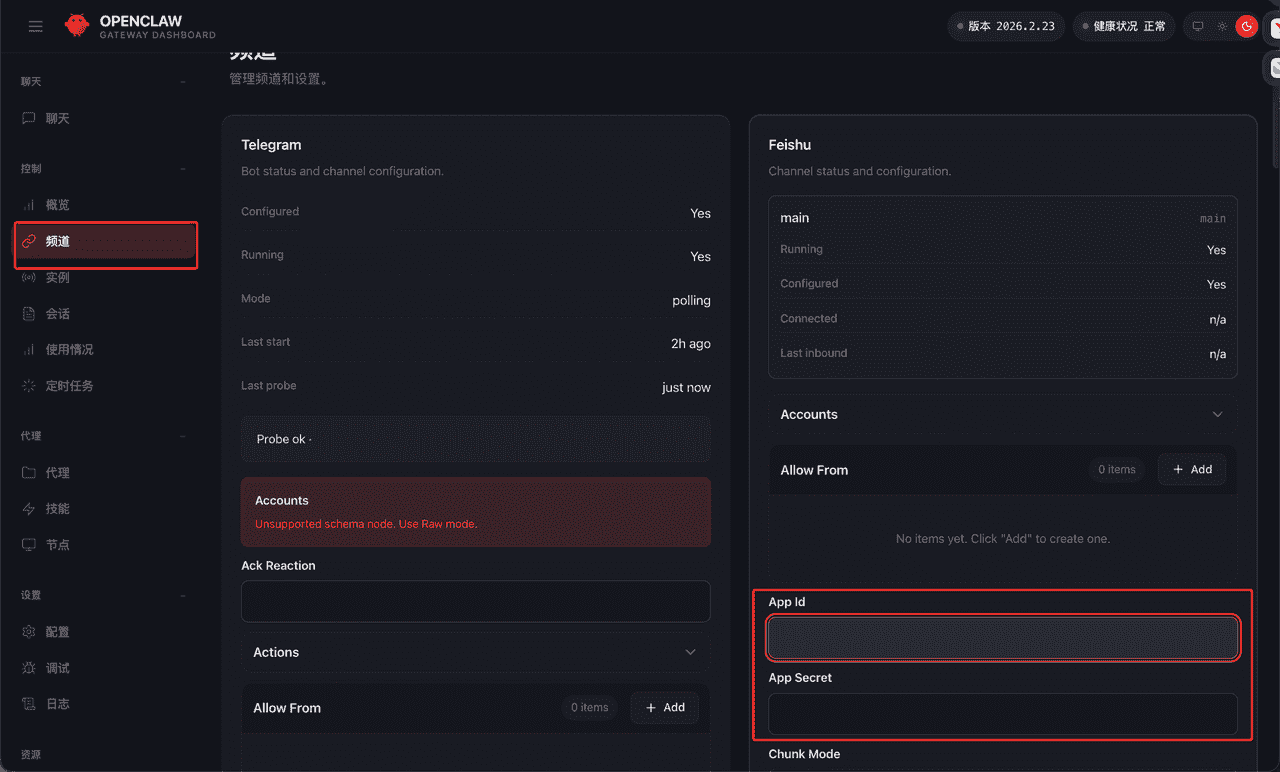 OPENCLAW
GATEWAY DASHBOARD
版本 2026.2.23
健康状况 正常
聊天
聊天
控制
概览
频道
实例
会话
使用情况
定时任务
代理
代理
技能
节点
设置
配置
调试
日志
资源
频道
管理频道和设置。
Telegram
Bot status and channel configuration.
Configured Yes
Running Yes
Mode polling
Last start 2h ago
Last probe just now
Probe ok ·
Accounts
Unsupported schema node. Use Raw mode.
Ack Reaction
Actions
Allow From 0 items + Add
Feishu
Channel status and configuration.
main main
Running Yes
Configured Yes
Connected n/a
Last inbound n/a
Accounts
Allow From 0 items + Add
No items yet. Click "Add" to create one.
App Id
App Secret
Chunk Mode